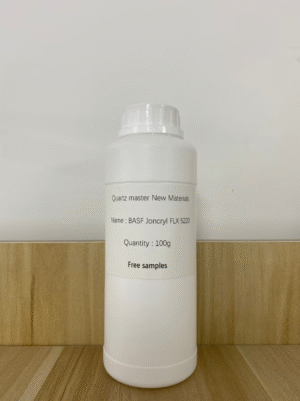 Quartz master New Materials
Name : BASF Joncryl FLX 5220
Quantity : 100g
Free samples